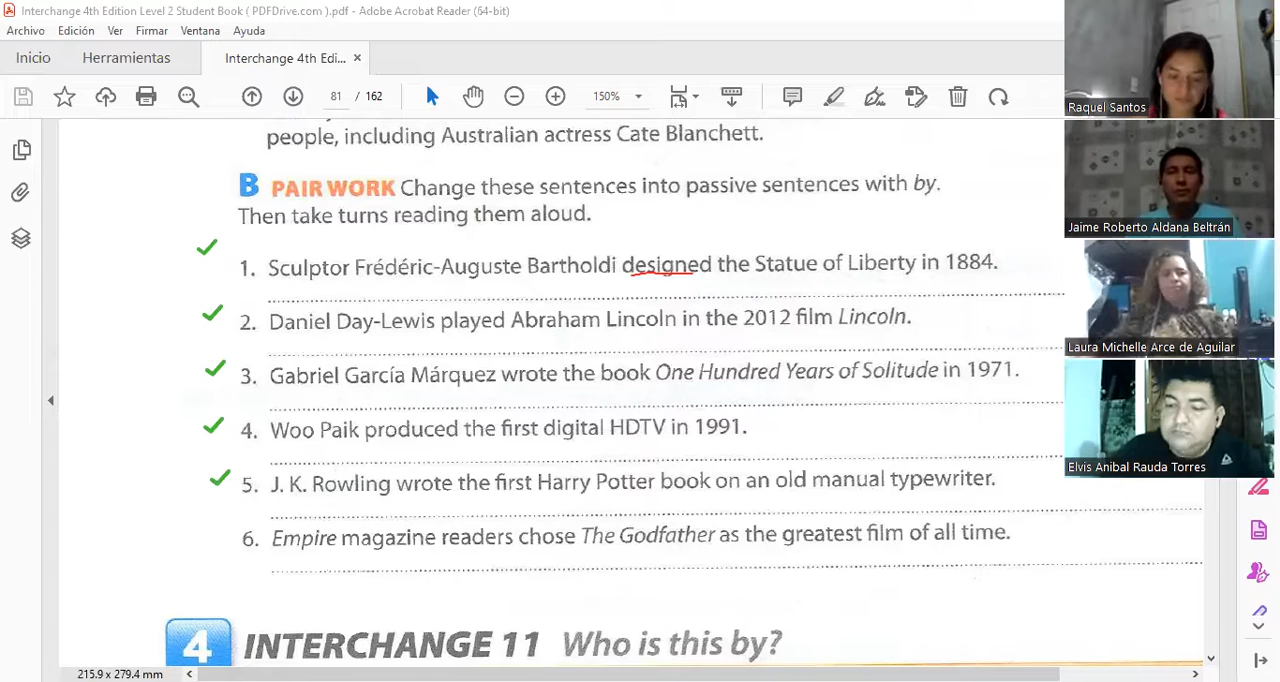 Interchange 4th Edition Level 2 Student Book ( PDFDrive.com ).pdf - Adobe Acrobat Reader (64-bit)
Archivo Edición Ver Firmar Ventana Ayuda
Inicio Herramientas Interchange 4th Edi... ×
81 / 162 150%
people, including Australian actress Cate Blanchett.
B PAIR WORK Change these sentences into passive sentences with by.
Then take turns reading them aloud.
1. Sculptor Frédéric-Auguste Bartholdi designed the Statue of Liberty in 1884.
2. Daniel Day-Lewis played Abraham Lincoln in the 2012 film Lincoln.
3. Gabriel García Márquez wrote the book One Hundred Years of Solitude in 1971.
4. Woo Paik produced the first digital HDTV in 1991.
5. J. K. Rowling wrote the first Harry Potter book on an old manual typewriter.
6. Empire magazine readers chose The Godfather as the greatest film of all time.
4 INTERCHANGE 11 Who is this by?
215.9 x 279.4 mm
Raquel Santos
Jaime Roberto Aldana Beltrán
Laura Michelle Arce de Aguilar
Elvis Anibal Rauda Torres